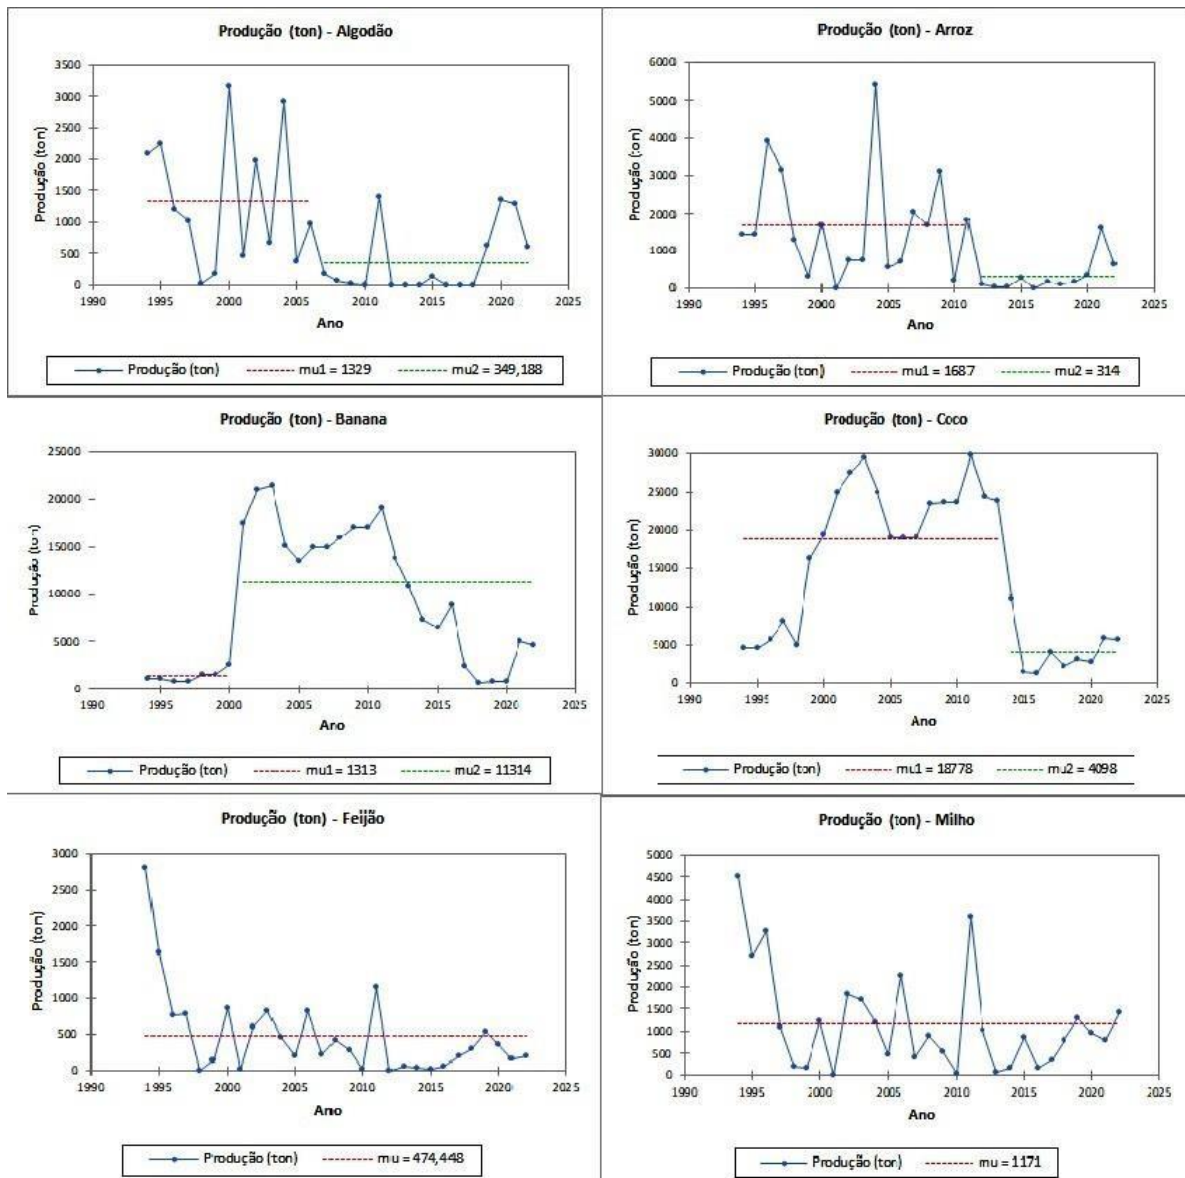 Produção (ton) - Algodão
Produção (ton)
3500
3000
2500
2000
1500
1000
500
0
1990 1995 2000 2005 2010 2015 2020 2025
Ano
Produção (ton) mu1 = 1329 mu2 = 349,188
Produção (ton) - Arroz
Produção (ton)
6000
5000
4000
3000
2000
1000
0
1990 1995 2000 2005 2010 2015 2020 2025
Ano
Produção (ton) mu1 = 1687 mu2 = 314
Produção (ton) - Banana
Produção (ton)
25000
20000
15000
10000
5000
0
1990 1995 2000 2005 2010 2015 2020 2025
Ano
Produção (ton) mu1 = 1313 mu2 = 11314
Produção (ton) - Coco
Produção (ton)
30000
25000
20000
15000
10000
5000
0
1990 1995 2000 2005 2010 2015 2020 2025
Ano
Produção (ton) mu1 = 18778 mu2 = 4098
Produção (ton) - Feijão
Produção (ton)
3000
2500
2000
1500
1000
500
0
1990 1995 2000 2005 2010 2015 2020 2025
Ano
Produção (ton) mu = 474,448
Produção (ton) - Milho
Produção (ton)
5000
4500
4000
3500
3000
2500
2000
1500
1000
500
0
1990 1995 2000 2005 2010 2015 2020 2025
Ano
Produção (ton) mu = 1171